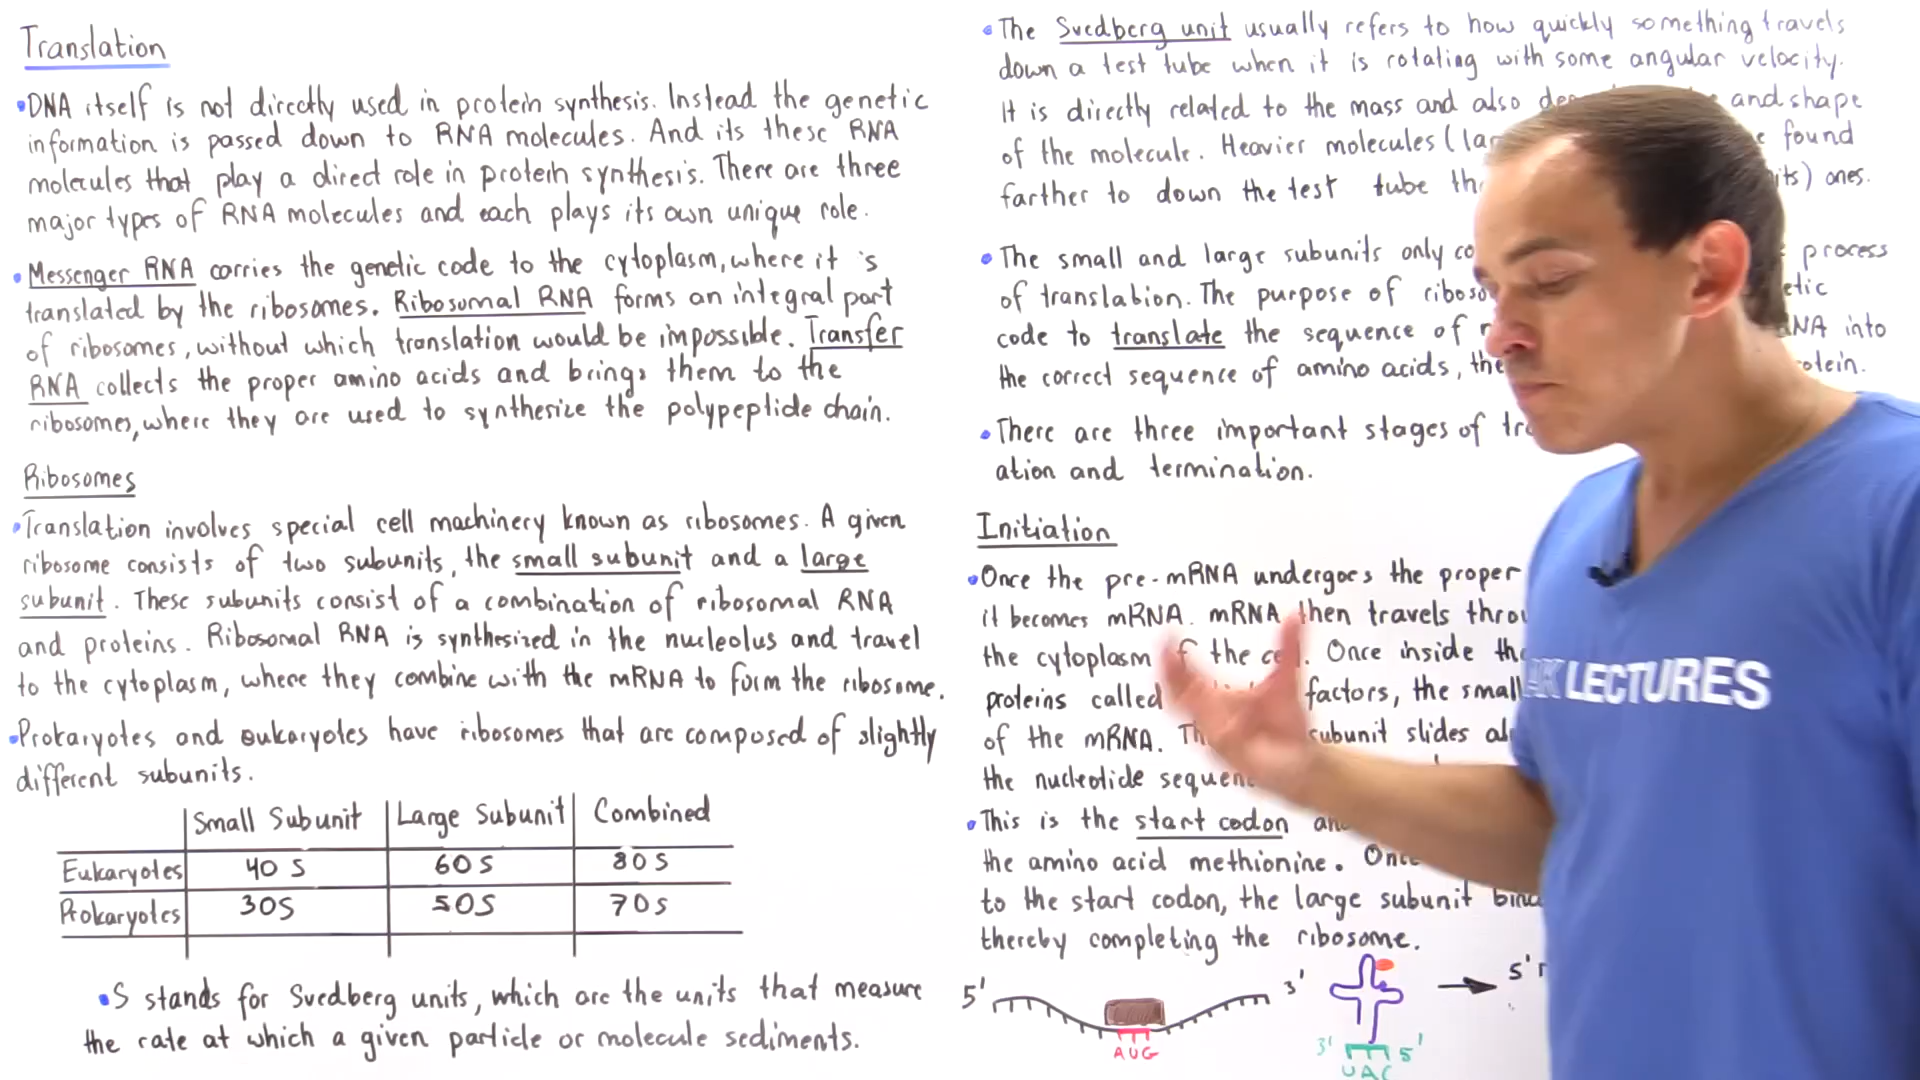 Translation
•DNA itself is not directly used in protein synthesis. Instead the genetic
information is passed down to RNA molecules. And its these RNA
molecules that play a direct role in protein synthesis. There are three
major types of RNA molecules and each plays its own unique role.
•Messenger RNA carries the genetic code to the cytoplasm, where it is
translated by the ribosomes. Ribosomal RNA forms an integral part
of ribosomes, without which translation would be impossible. Transfer
RNA collects the proper amino acids and brings them to the
ribosomes, where they are used to synthesize the polypeptide chain.
Ribosomes
•Translation involves special cell machinery known as ribosomes. A given
ribosome consists of two subunits, the small subunit and a large
subunit. These subunits consist of a combination of ribosomal RNA
and proteins. Ribosomal RNA is synthesized in the nucleolus and travel
to the cytoplasm, where they combine with the mRNA to form the ribosome.
•Prokaryotes and eukaryotes have ribosomes that are composed of slightly
different subunits.
Small Subunit Large Subunit Combined
Eukaryotes 40 S 60 S 80 S
Prokaryotes 30S 50S 70s
•S stands for Svedberg units, which are the units that measure
the rate at which a given particle or molecule sediments.
•The Svedberg unit usually refers to how quickly something travels
down a test tube when it is rotating with some angular velocity.
It is directly related to the mass and also and shape
of the molecule. Heavier molecules ( found
farther to down the test tube ones.
•The small and large subunits only process
of translation. The purpose of
code to translate the sequence of into
the correct sequence of amino acids,
•There are three important stages of
ation and termination.
Initiation
•Once the pre-mRNA undergoes the proper
it becomes mRNA. mRNA then travels
the cytoplasm the Once inside
proteins called factors, the small
of the mRNA. subunit slides
the nucleotide
•This is the start codon
the amino acid methionine.
to the start codon, the large subunit
thereby completing the ribosome.
5' 3' 5'
AUG
3' 5'
UAC
AK LECTURES